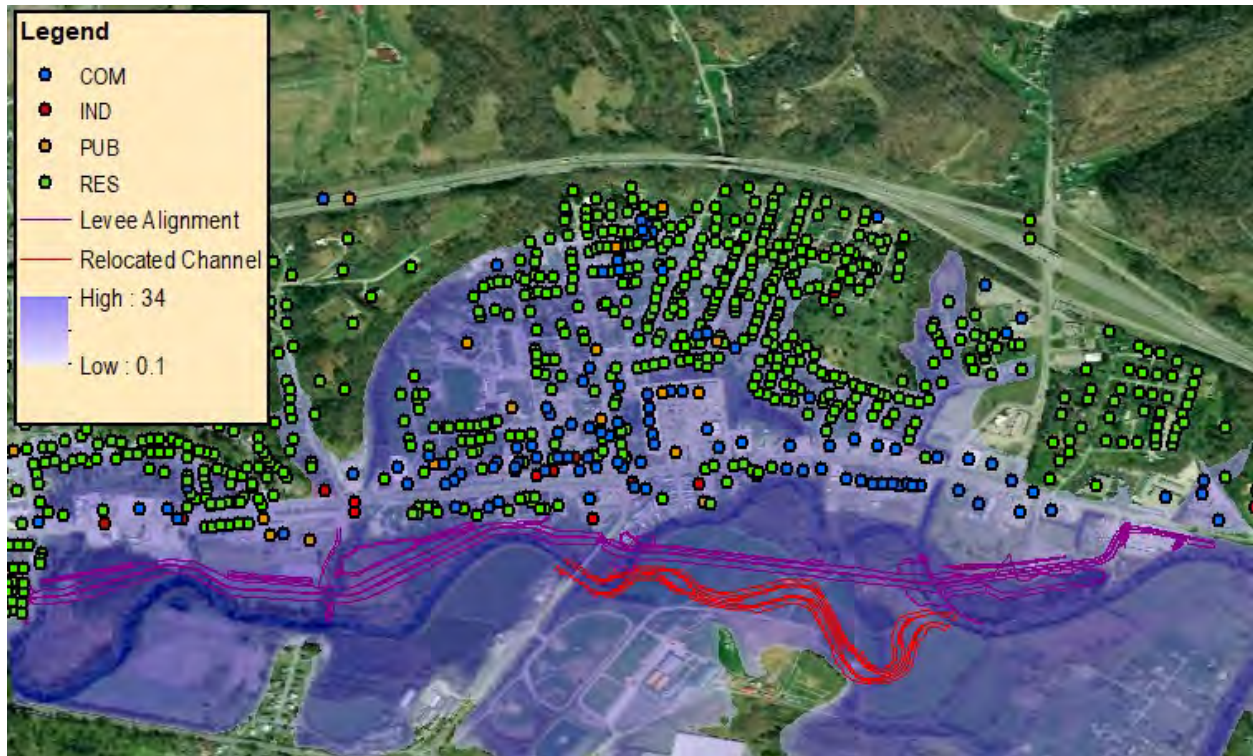 Legend
COM
IND
PUB
RES
Levee Alignment
Relocated Channel
High : 34
Low : 0.1